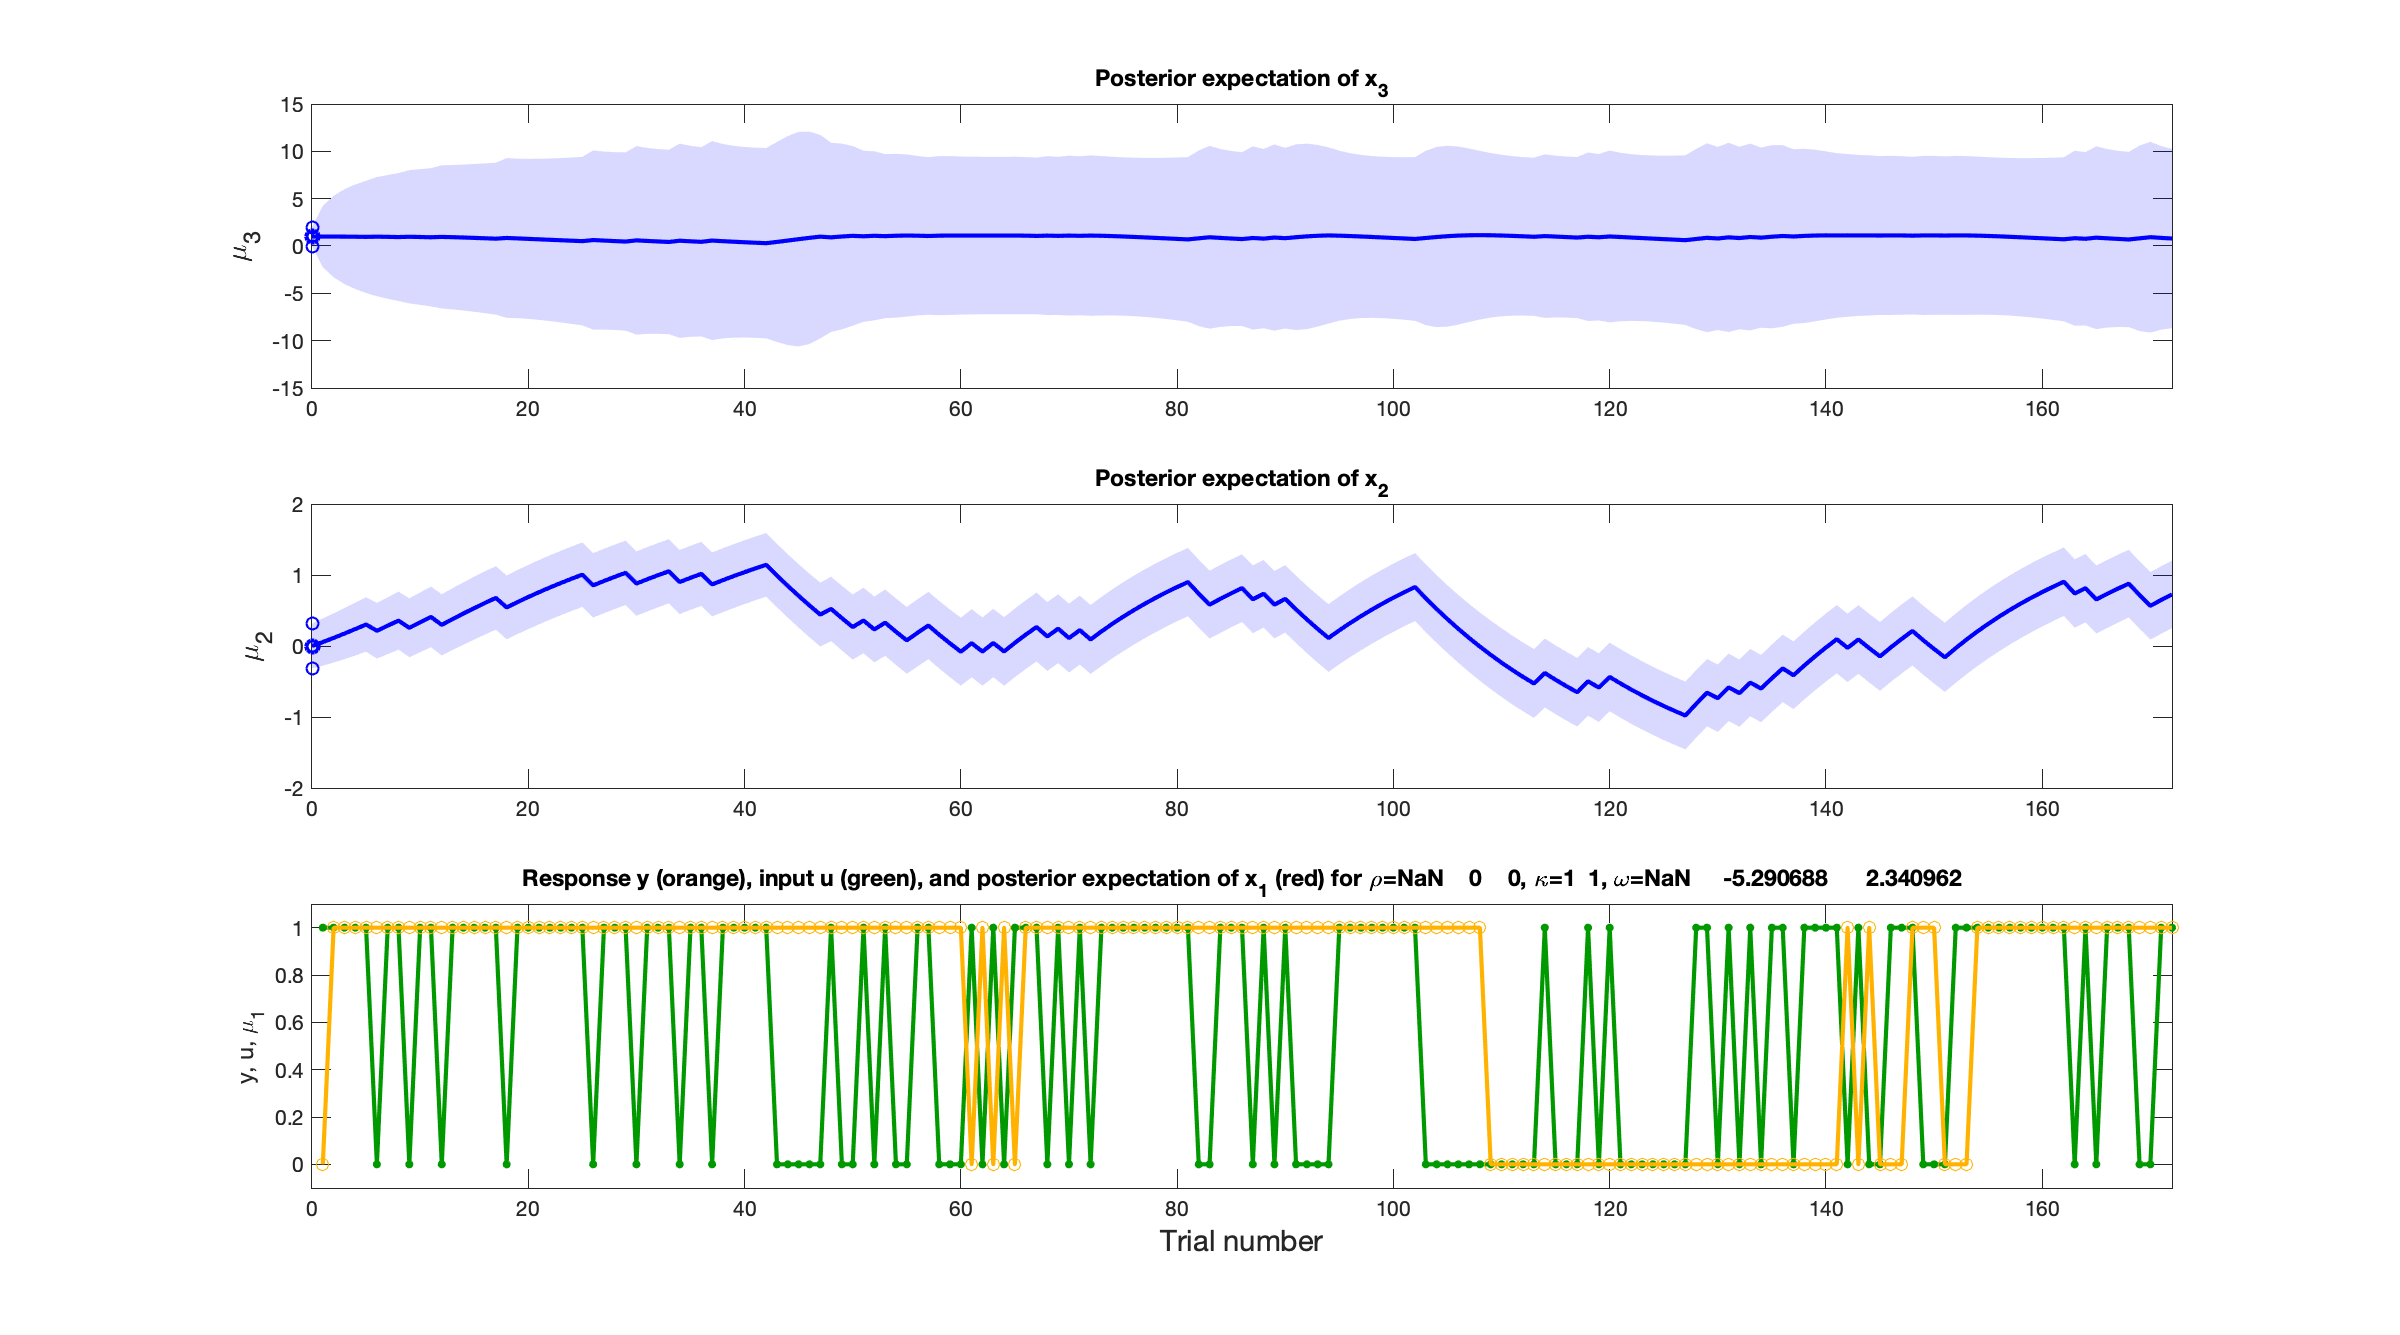 Posterior expectation of x3
15
10
5
0
-5
-10
-15
μ3
0 20 40 60 80 100 120 140 160
Posterior expectation of x2
2
1
0
-1
-2
μ2
0 20 40 60 80 100 120 140 160
Response y (orange), input u (green), and posterior expectation of x1 (red) for ρ=NaN 0 0, κ=1 1, ω=NaN -5.290688 2.340962
1
0.8
0.6
0.4
0.2
0
y, u, μ1
0 20 40 60 80 100 120 140 160
Trial number